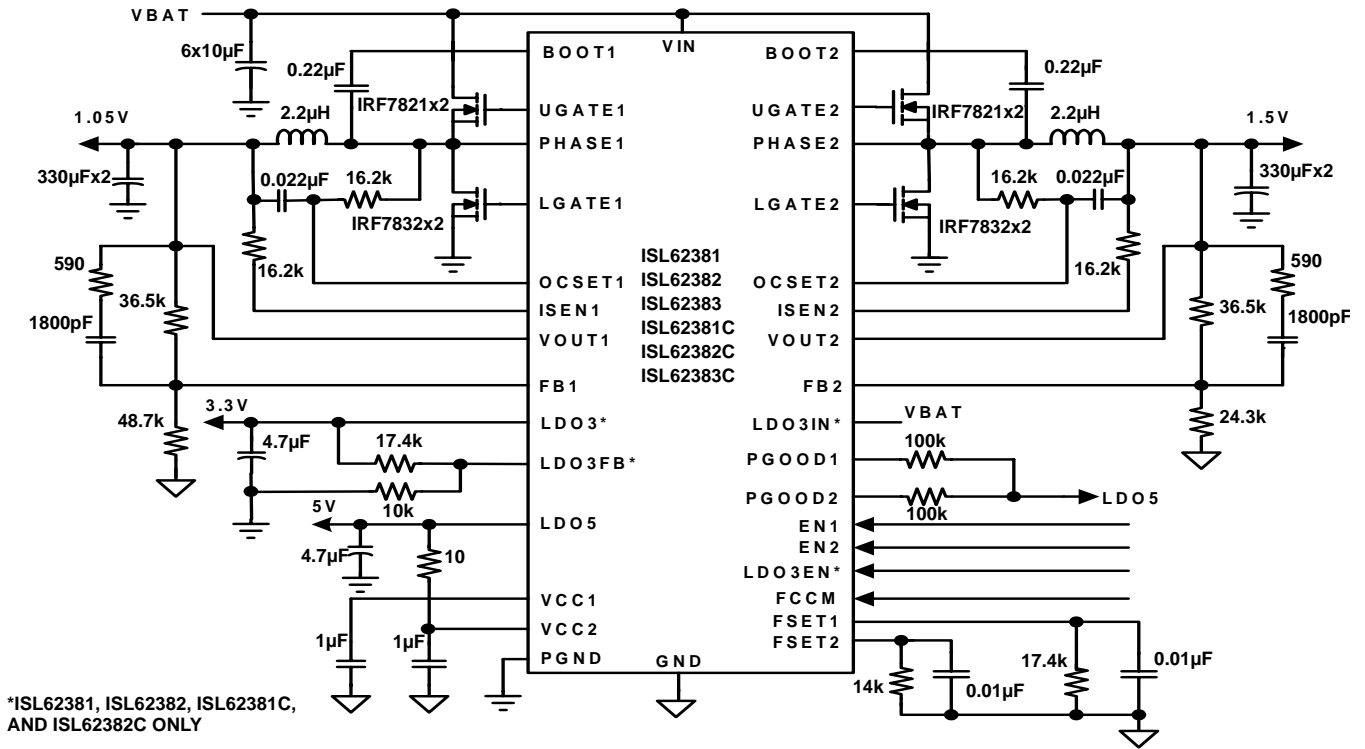 VBAT
6x10µF
0.22µF
IRF7821x2
2.2µH
1.05V
330µFx2
0.022µF
16.2k
IRF7832x2
16.2k
590
36.5k
1800pF
48.7k
3.3V
4.7µF
17.4k
10k
5V
4.7µF
10
1µF
1µF
VIN
BOOT1
UGATE1
PHASE1
LGATE1
OCSET1
ISEN1
VOUT1
FB1
LDO3*
LDO3FB*
LDO5
VCC1
VCC2
PGND
GND
ISL62381
ISL62382
ISL62383
ISL62381C
ISL62382C
ISL62383C
BOOT2
UGATE2
PHASE2
LGATE2
OCSET2
ISEN2
VOUT2
FB2
LDO3IN*
PGOOD1
PGOOD2
EN1
EN2
LDO3EN*
FCCM
FSET1
FSET2
0.22µF
IRF7821x2
2.2µH
1.5V
330µFx2
16.2k
0.022µF
IRF7832x2
16.2k
590
36.5k
1800pF
24.3k
VBAT
100k
100k
LDO5
14k
0.01µF
17.4k
0.01µF
*ISL62381, ISL62382, ISL62381C,
AND ISL62382C ONLY